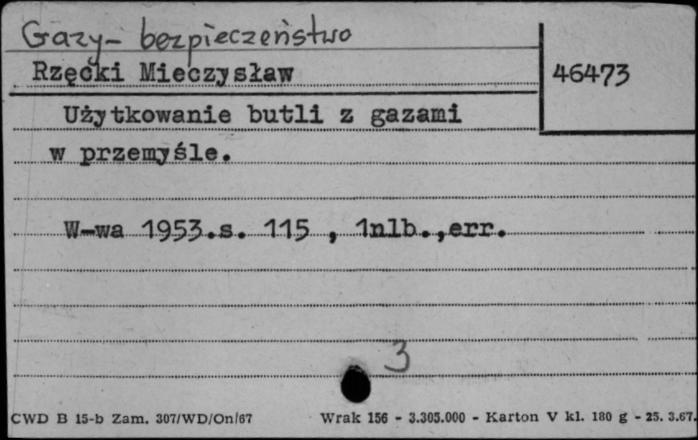 Gazy - bezpieczeństwo
Rzęcki Mieczysław
46473
Użytkowanie butli z gazami
w przemyśle.
W-wa 1953.s. 115 , 1nlb.,err.
3
CWD B 15-b Zam. 307/WD/On/67 Wrak 156 - 3.305.000 - Karton V kl. 180 g - 25. 3.67.